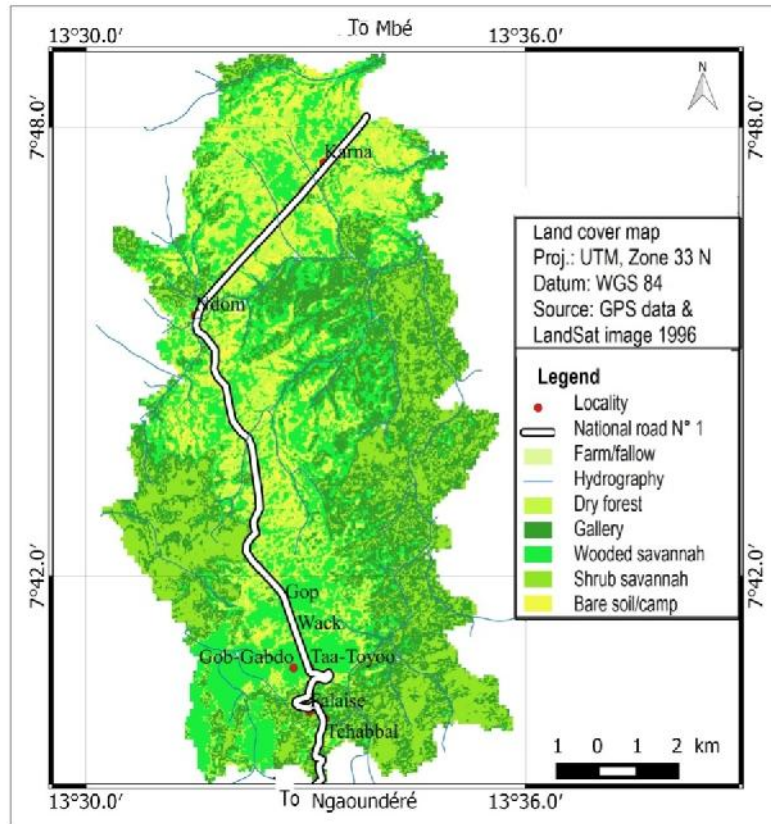 To Mbé
13°30.0′ 13°36.0′
N
7°48.0′ 7°48.0′
Karna
Land cover map
Proj.: UTM, Zone 33 N
Datum: WGS 84
Source: GPS data &
LandSat image 1996
Ndom
Legend
Locality
National road N° 1
Farm/fallow
Hydrography
Dry forest
Gallery
Wooded savannah
Shrub savannah
Bare soil/camp
7°42.0′ 7°42.0′
Gop
Wack
Gob-Gabdo Taa-Toyoo
Falaise
Tchabbal
1 0 1 2 km
13°30.0′ 13°36.0′
To Ngaoundéré